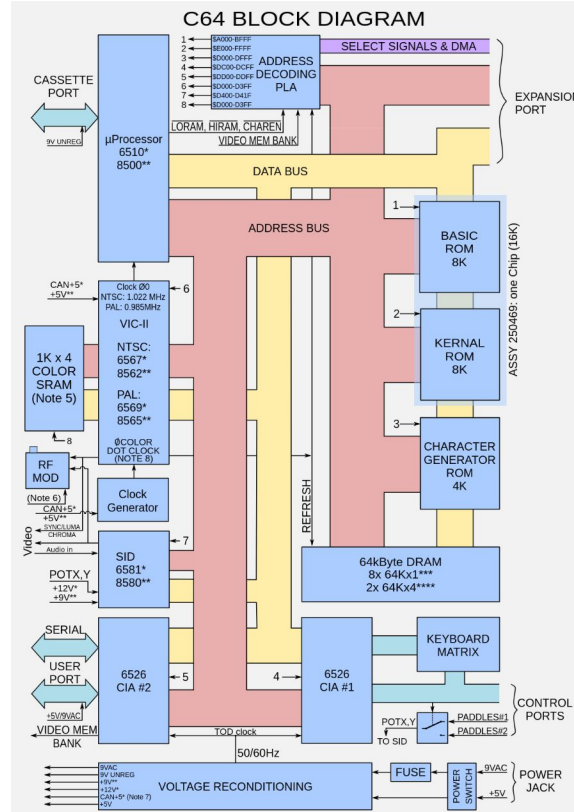 C64 BLOCK DIAGRAM
1
2
3
4
5
6
7
8
$A000-BFFF
$E000-FFFF
$D000-DFFF
$DC00-DCFF
$D000-DDFF
$D000-D3FF
$D400-D41F
$D000-D3FF
ADDRESS
DECODING
PLA
SELECT SIGNALS & DMA
EXPANSION
PORT
CASSETTE
PORT
9V UNREG
µProcessor
6510*
8500**
LORAM, HIRAM, CHAREN
VIDEO MEM BANK
DATA BUS
ADDRESS BUS
1
BASIC
ROM
8K
2
KERNAL
ROM
8K
ASSY 250469: one Chip (16K)
3
CHARACTER
GENERATOR
ROM
4K
CAN+5*
+5V**
Clock Ø0
NTSC: 1.022 MHz
PAL: 0.985MHz
VIC-II
NTSC:
6567*
8562**
PAL:
6569*
8565**
ØCOLOR
DOT CLOCK
(NOTE 8)
6
1K x 4
COLOR
SRAM
(Note 5)
8
RF
MOD
(Note 6)
CAN+5*
+5V**
Clock
Generator
REFRESH
Video
SYNC/LUMA
CHROMA
Audio in
SID
6581*
8580**
7
POTX,Y
+12V*
+9V**
64kByte DRAM
8x 64Kx1***
2x 64Kx4****
SERIAL
USER
PORT
+5V/9VAC
VIDEO MEM
BANK
6526
CIA #2
5
4
6526
CIA #1
KEYBOARD
MATRIX
CONTROL
PORTS
POTX,Y
TO SID
PADDLES#1
PADDLES#2
TOD clock
50/60Hz
9VAC
9V UNREG
+9V**
+12V*
CAN+5* (Note 7)
+5V
VOLTAGE RECONDITIONING
FUSE
POWER
SWITCH
9VAC
+5V
POWER
JACK